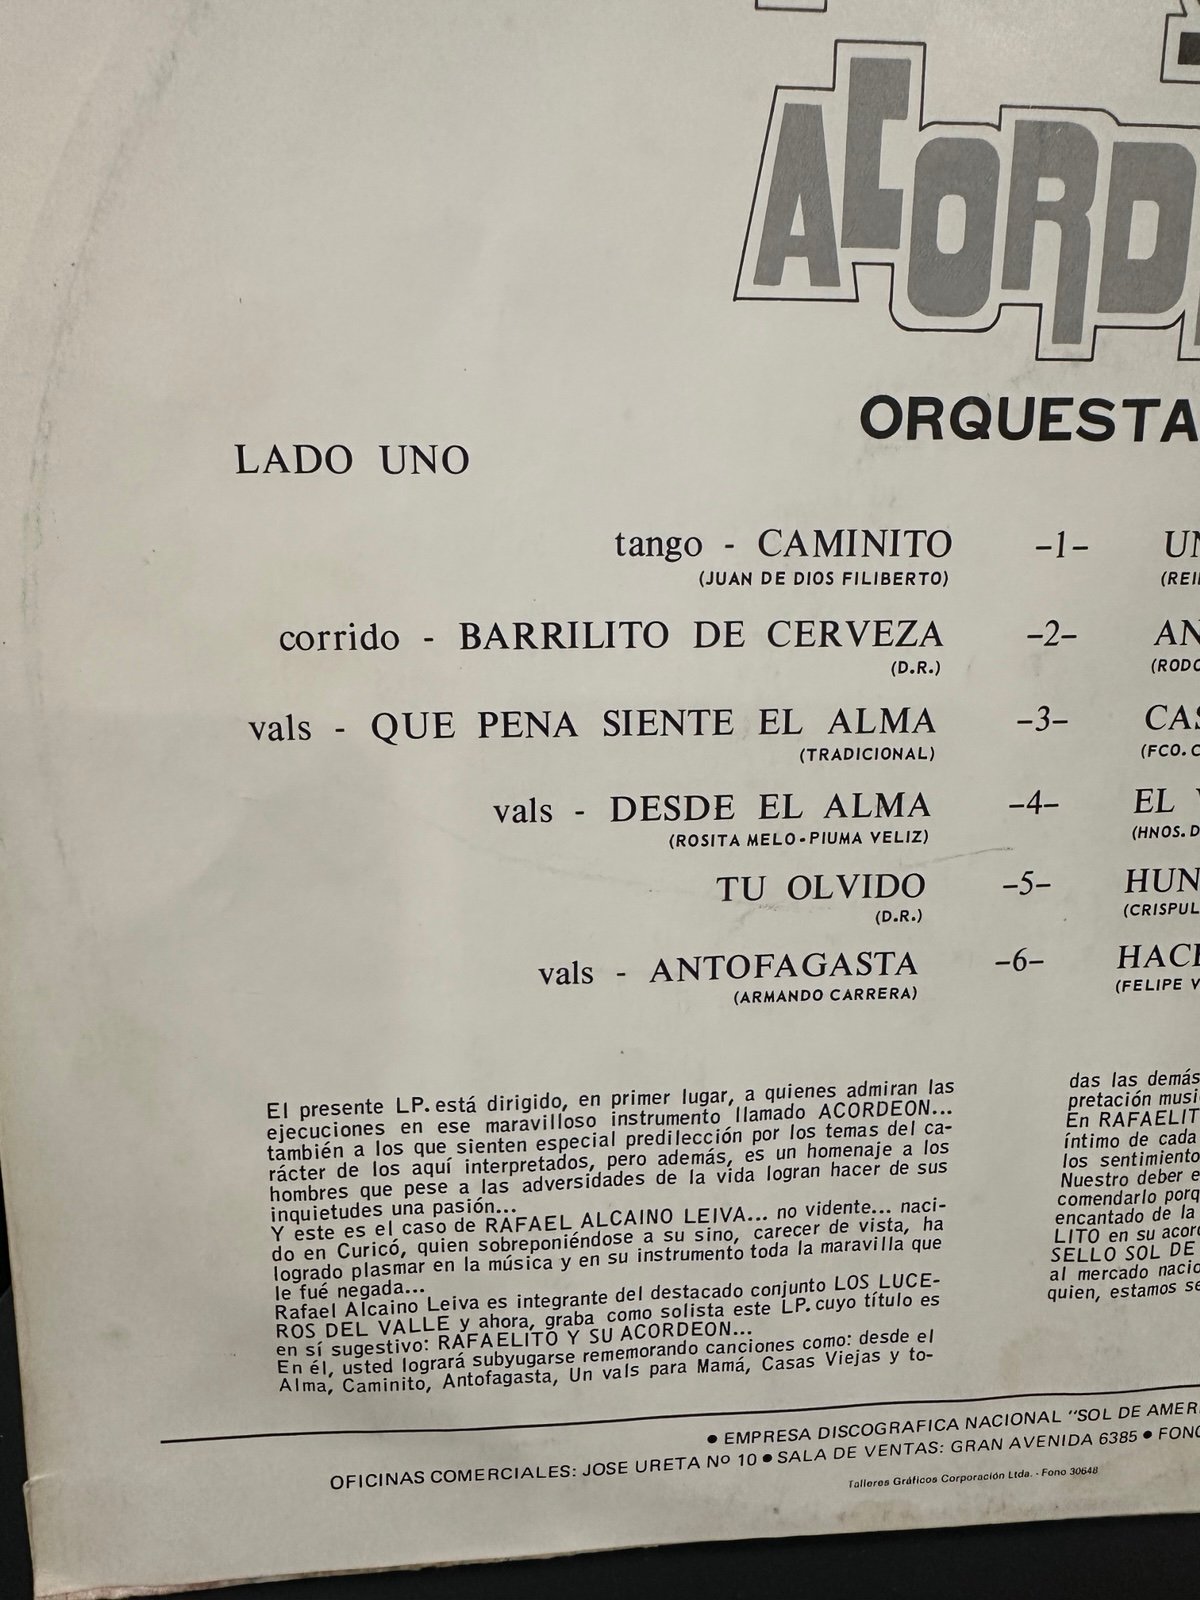 ACORD
ORQUESTA
LADO UNO
tango - CAMINITO -1-
(JUAN DE DIOS FILIBERTO)
corrido - BARRILITO DE CERVEZA -2- AN
(D.R.) (RODO
vals - QUE PENA SIENTE EL ALMA -3- CAS
(TRADICIONAL) (FCO. C
vals - DESDE EL ALMA -4- EL
(ROSITA MELO-PIUMA VELIZ) (HNOS. D
TU OLVIDO -5- HUN
(D.R.) (CRISPUL
vals - ANTOFAGASTA -6- HACE
(ARMANDO CARRERA) (FELIPE V
El presente LP. está dirigido, en primer lugar, a quienes admiran las
ejecuciones en ese maravilloso instrumento llamado ACORDEON...
también a los que sienten especial predilección por los temas del ca-
rácter de los aquí interpretados, pero además, es un homenaje a los
hombres que pese a las adversidades de la vida logran hacer de sus
inquietudes una pasión...
Y este es el caso de RAFAEL ALCAINO LEIVA... no vidente... naci-
do en Curicó, quien sobreponiéndose a su sino, carecer de vista, ha
logrado plasmar en la música y en su instrumento toda la maravilla que
le fué negada...
Rafael Alcaino Leiva es integrante del destacado conjunto LOS LUCE-
ROS DEL VALLE y ahora, graba como solista este LP. cuyo título es
en sí sugestivo: RAFAELITO Y SU ACORDEON...
En él, usted logrará subyugarse rememorando canciones como: desde el
Alma, Caminito, Antofagasta, Un vals para Mamá, Casas Viejas y to-
das las demás
pretación musi
En RAFAELIT
íntimo de cada
los sentimiento
Nuestro deber e
comendarlo porq
encantado de la
LITO en su acor
SELLO SOL DE
al mercado nacio
quien, estamos se
● EMPRESA DISCOGRAFICA NACIONAL "SOL DE AMERI
OFICINAS COMERCIALES: JOSE URETA Nº 10 ● SALA DE VENTAS: GRAN AVENIDA 6385 ● FONO
Talleres Gráficos Corporación Ltda. - Fono 30648